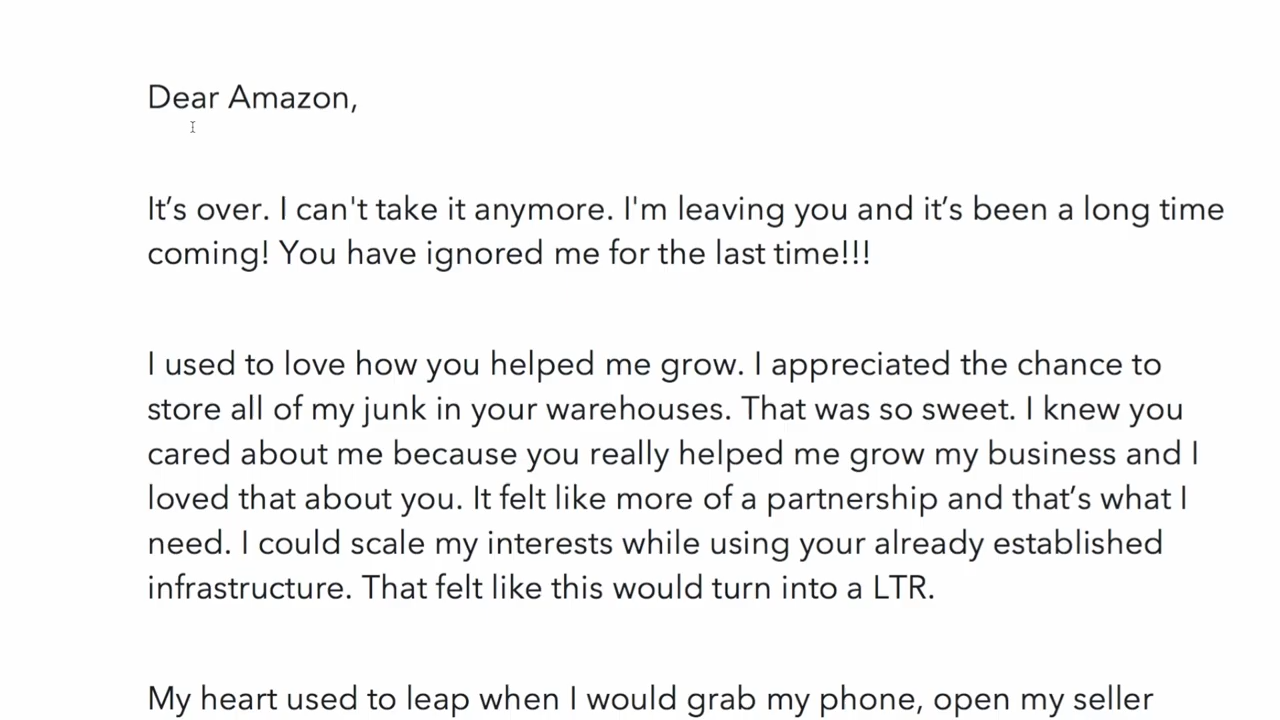 Dear Amazon,
It’s over. I can't take it anymore. I'm leaving you and it’s been a long time
coming! You have ignored me for the last time!!!
I used to love how you helped me grow. I appreciated the chance to
store all of my junk in your warehouses. That was so sweet. I knew you
cared about me because you really helped me grow my business and I
loved that about you. It felt like more of a partnership and that’s what I
need. I could scale my interests while using your already established
infrastructure. That felt like this would turn into a LTR.
My heart used to leap when I would grab my phone, open my seller